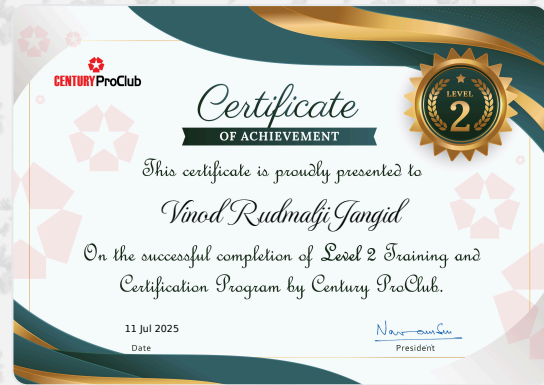 CENTURY ProClub
LEVEL
2
Certificate
OF ACHIEVEMENT
This certificate is proudly presented to
Vinod Rudmalji Jangid
On the successful completion of Level 2 Training and
Certification Program by Century ProClub.
11 Jul 2025
Date
President